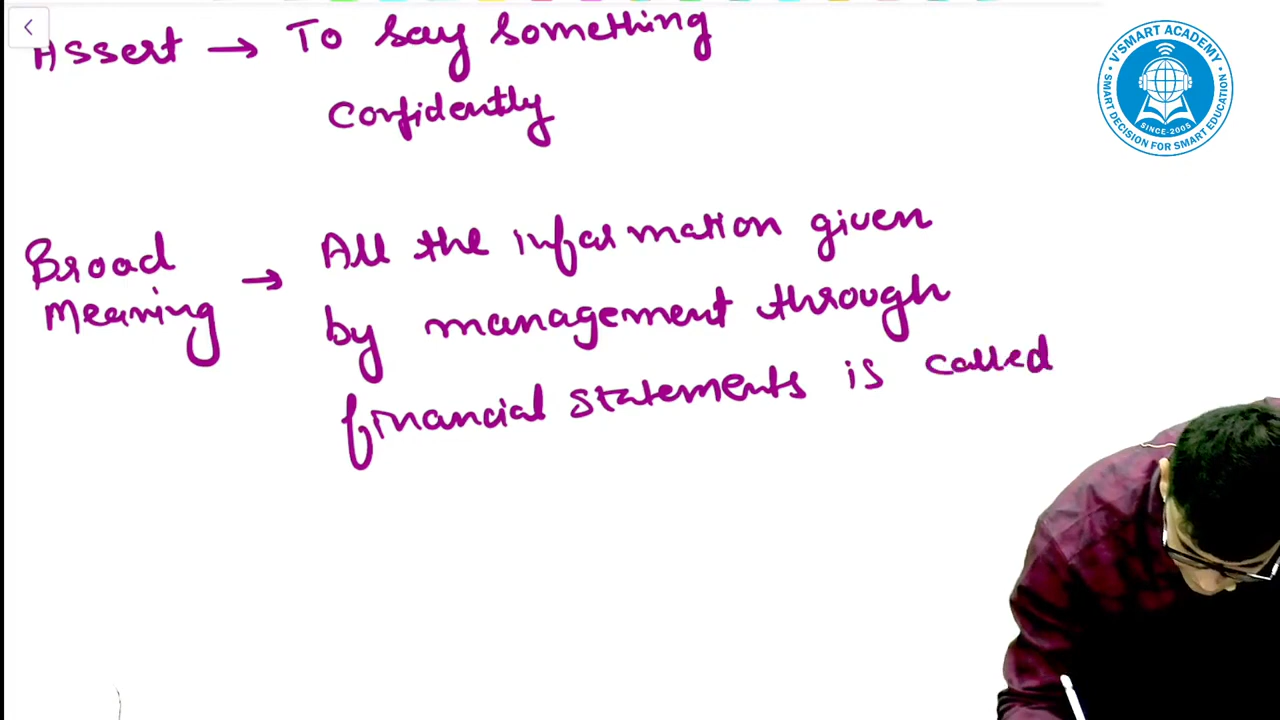 Assert → To say something
confidently
Broad
Meaning → All the information given
by management through
financial statements is called
V'SMART ACADEMY
SMART DECISION FOR SMART EDUCATION
SINCE-2005